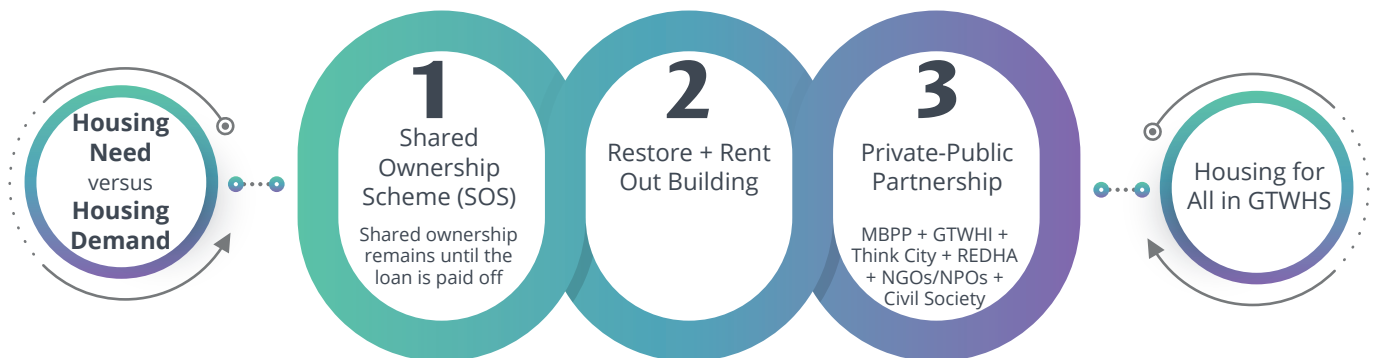 Housing
Need
versus
Housing
Demand
1
Shared
Ownership
Scheme (SOS)
Shared ownership
remains until the
loan is paid off
2
Restore + Rent
Out Building
3
Private-Public
Partnership
MBPP + GTWHI +
Think City + REDHA
+ NGOs/NPOs +
Civil Society
Housing for
All in GTWHS